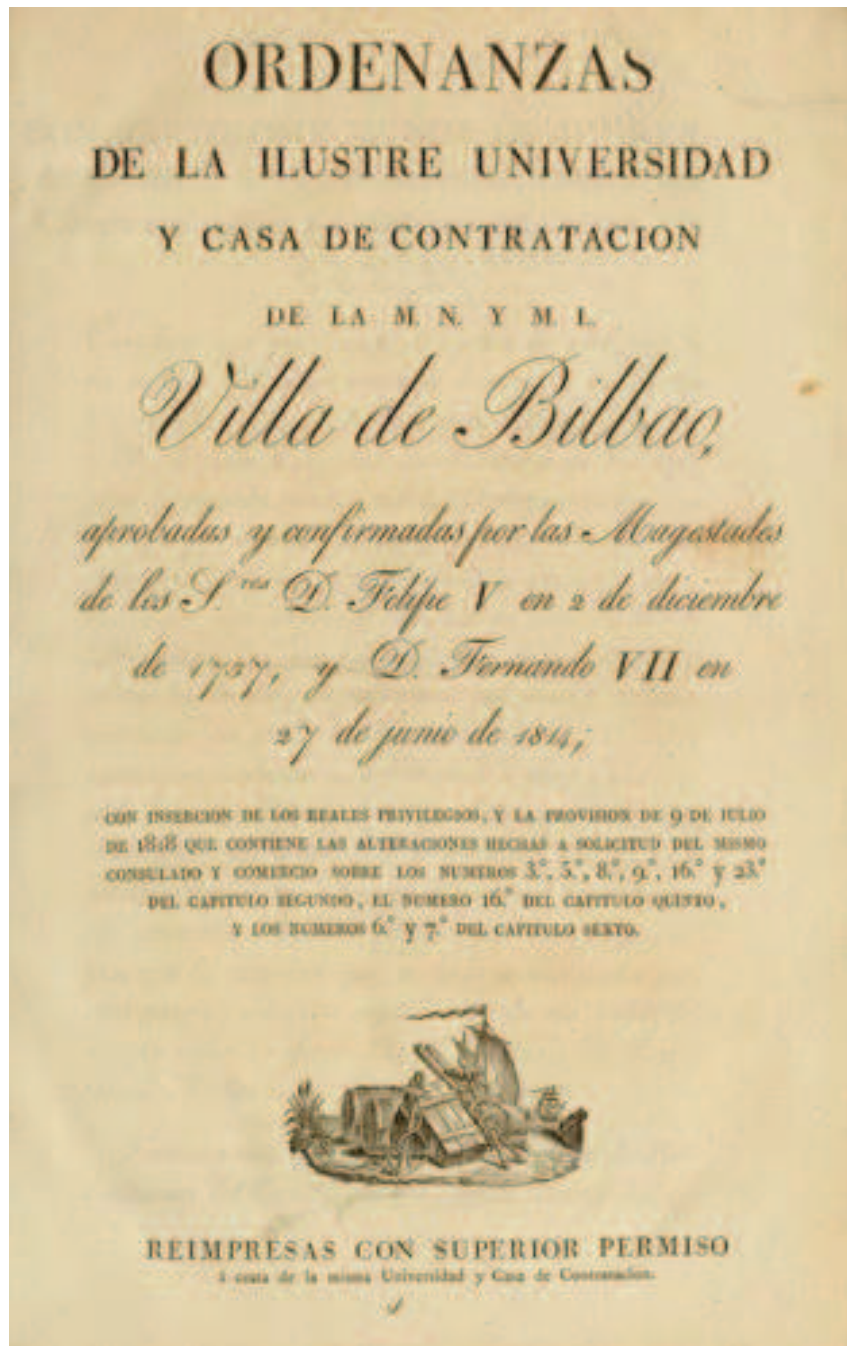 ORDENANZAS
DE LA ILUSTRE UNIVERSIDAD
Y CASA DE CONTRATACION
DE LA M. N. Y M. L.
Villa de Bilbao,
aprobadas y confirmadas por las Magestades
de los S.res D. Felipe V en 2 de diciembre
de 1737, y D. Fernando VII en
27 de junio de 1814;
CON INSERCION DE LOS REALES PRIVILEGIOS, Y LA PROVISION DE 9 DE JULIO
DE 1818 QUE CONTIENE LAS ALTERACIONES HECHAS A SOLICITUD DEL MISMO
CONSULADO Y COMERCIO SOBRE LOS NUMEROS 3.º, 5.º, 8.º, 9.º, 16.º y 23.º
DEL CAPITULO SEGUNDO, EL NUMERO 16.º DEL CAPITULO QUINTO,
Y LOS NUMEROS 6.º y 7.º DEL CAPITULO SEXTO.
REIMPRESAS CON SUPERIOR PERMISO
á costa de la misma Universidad y Casa de Contratacion.